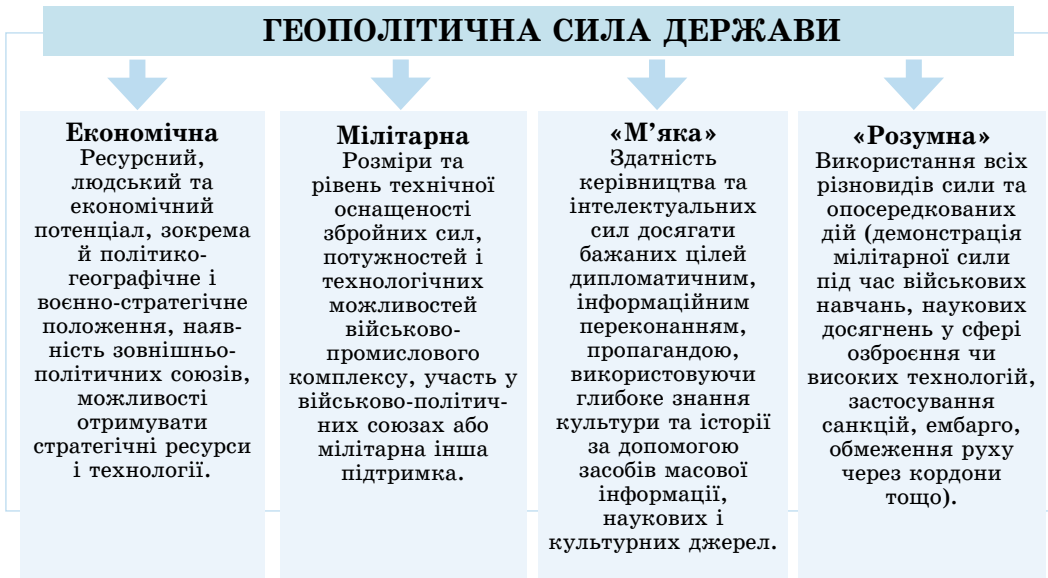 ГЕОПОЛІТИЧНА СИЛА ДЕРЖАВИ
Економічна
Ресурсний,
людський та
економічний
потенціал, зокрема
й політико-
географічне і
воєнно-стратегічне
положення, наяв-
ність зовнішньо-
політичних союзів,
можливості
отримувати
стратегічні ресурси
і технології.
Мілітарна
Розміри та
рівень технічної
оснащеності
збройних сил,
потужностей і
технологічних
можливостей
військово-
промислового
комплексу, участь у
військово-політич-
них союзах або
мілітарна інша
підтримка.
«М’яка»
Здатність
керівництва та
інтелектуальних
сил досягати
бажаних цілей
дипломатичним,
інформаційним
переконанням,
пропагандою,
використовуючи
глибоке знання
культури та історії
за допомогою
засобів масової
інформації,
наукових і
культурних джерел.
«Розумна»
Використання всіх
різновидів сили та
опосередкованих
дій (демонстрація
мілітарної сили
під час військових
навчань, наукових
досягнень у сфері
озброєння чи
високих технологій,
застосування
санкцій, ембарго,
обмеження руху
через кордони
тощо).